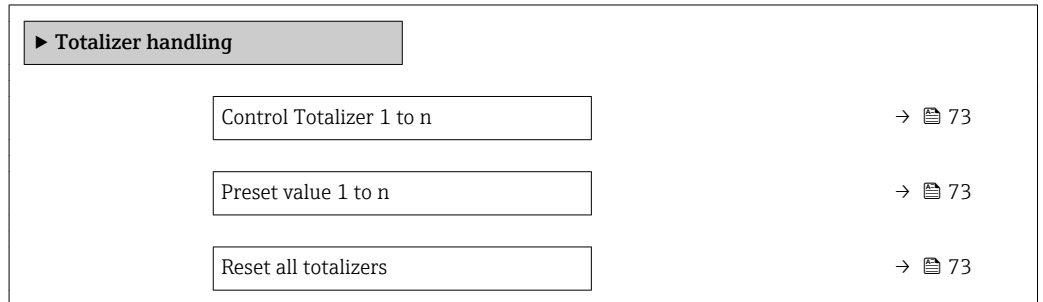 ▶ Totalizer handling
Control Totalizer 1 to n → 73
Preset value 1 to n → 73
Reset all totalizers → 73